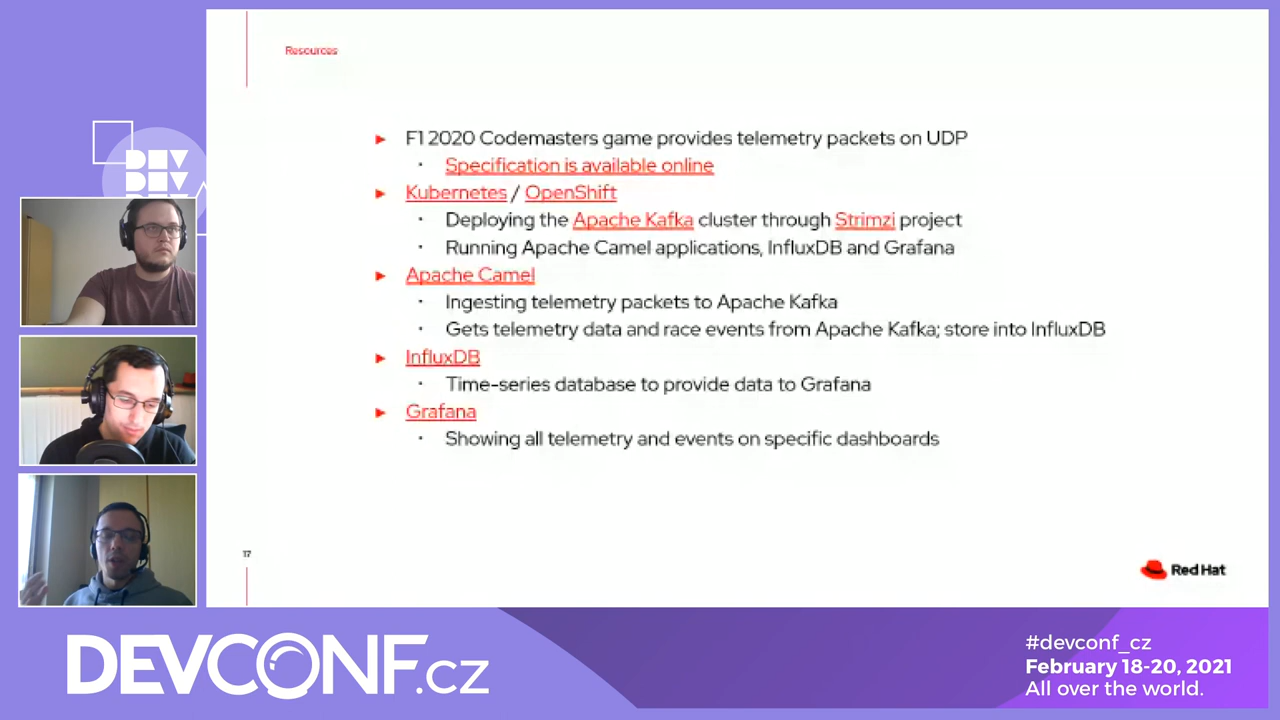 Resources
► F1 2020 Codemasters game provides telemetry packets on UDP
· Specification is available online
► Kubernetes / OpenShift
· Deploying the Apache Kafka cluster through Strimzi project
· Running Apache Camel applications, InfluxDB and Grafana
► Apache Camel
· Ingesting telemetry packets to Apache Kafka
· Gets telemetry data and race events from Apache Kafka; store into InfluxDB
► InfluxDB
· Time-series database to provide data to Grafana
► Grafana
· Showing all telemetry and events on specific dashboards
17
Red Hat
DEV
DEV
DEVCONF.cz
#devconf_cz
February 18-20, 2021
All over the world.